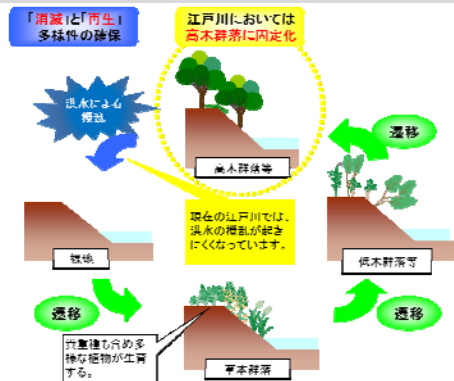 「消滅」と「再生」
多様性の確保
江戸川においては
高木群落に固定化
洪水による
攪乱
遷移
高木群落等
現在の江戸川では、
洪水の攪乱が起き
にくくなっています。
裸地
低木群落等
遷移
遷移
貴重種も含め多
様な植物が生育
する。
草本群落